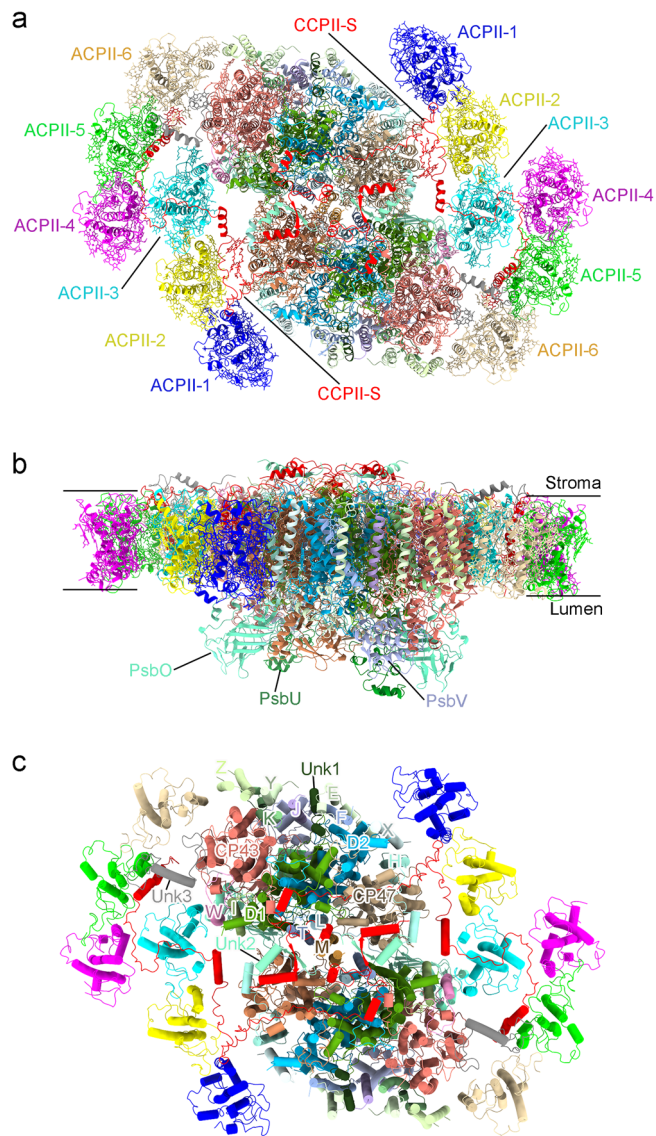 a
CCPII-S
ACPII-1
ACPII-6
ACPII-2
ACPII-5
ACPII-3
ACPII-4
ACPII-4
ACPII-3
ACPII-5
ACPII-2
ACPII-6
ACPII-1
CCPII-S
b
Stroma
Lumen
PsbO
PsbU
PsbV
c
Unk1
Z
Y
E
K
J
F
X
CP43
D2
H
Unk3
CP47
W
I
D1
L
T
Unk2
M